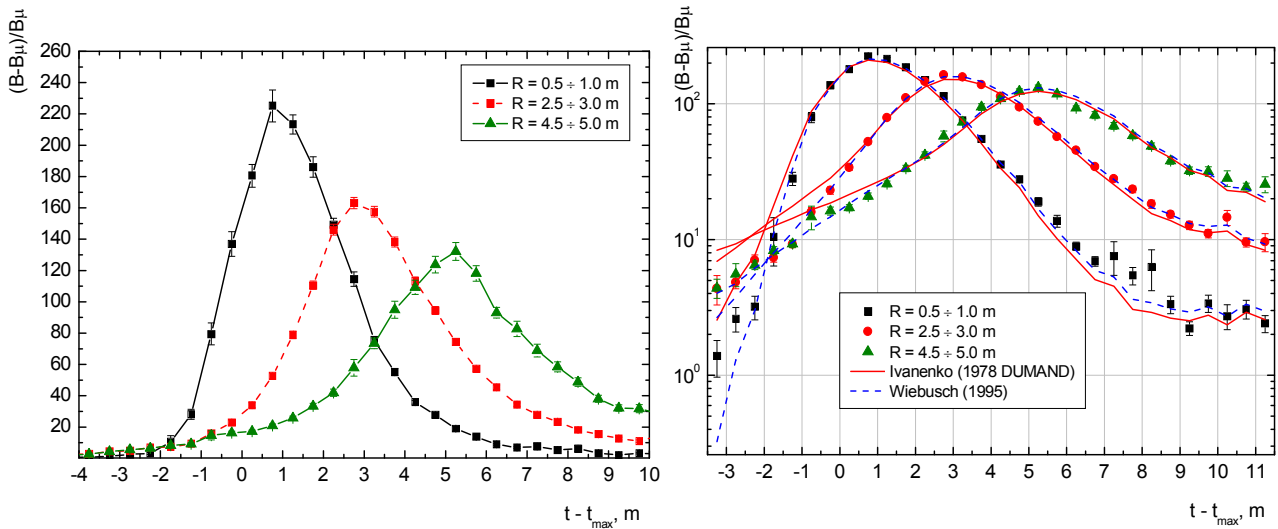 (B-Bμ)/Bμ
260
240
220
200
180
160
140
120
100
80
60
40
20
R = 0.5 ÷ 1.0 m
R = 2.5 ÷ 3.0 m
R = 4.5 ÷ 5.0 m
-4 -3 -2 -1 0 1 2 3 4 5 6 7 8 9 10
t - tmax, m
(B-Bμ)/Bμ
10²
10¹
10⁰
R = 0.5 ÷ 1.0 m
R = 2.5 ÷ 3.0 m
R = 4.5 ÷ 5.0 m
Ivanenko (1978 DUMAND)
Wiebusch (1995)
-3 -2 -1 0 1 2 3 4 5 6 7 8 9 10 11
t - tmax, m